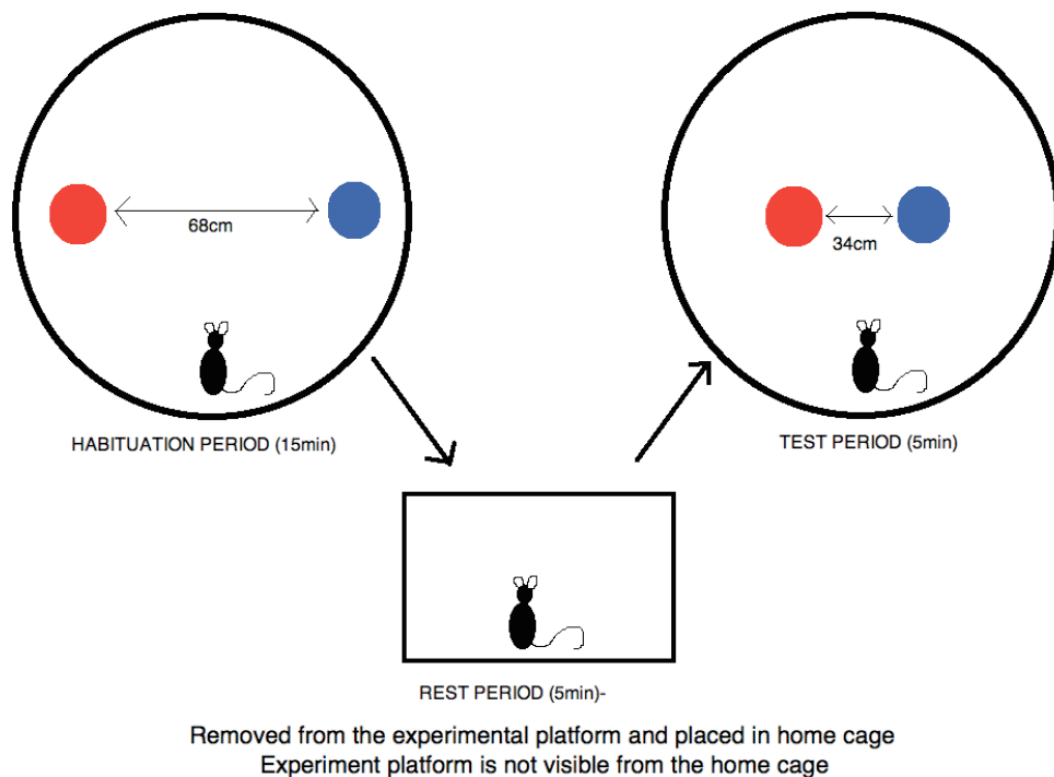 68cm
34cm
HABITUATION PERIOD (15min)
TEST PERIOD (5min)
REST PERIOD (5min)-
Removed from the experimental platform and placed in home cage
Experiment platform is not visible from the home cage